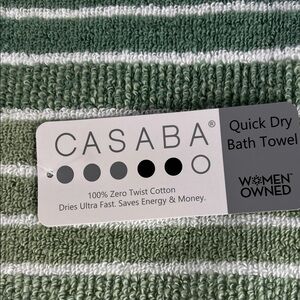 CASABA®
Quick Dry
Bath Towel
100% Zero Twist Cotton
Dries Ultra Fast. Saves Energy & Money.
WOMEN
OWNED